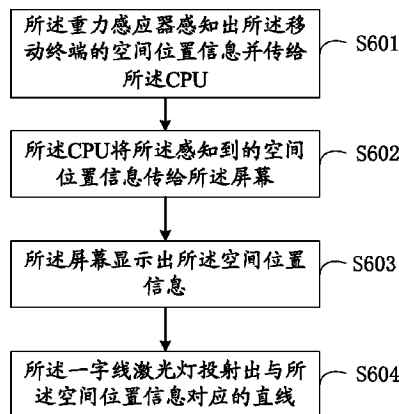 所述重力感应器感知出所述移
动终端的空间位置信息并传给
所述CPU
S601
所述CPU将所述感知到的空间
位置信息传给所述屏幕
S602
所述屏幕显示出所述空间位置
信息
S603
所述一字线激光灯投射出与所
述空间位置信息对应的直线
S604